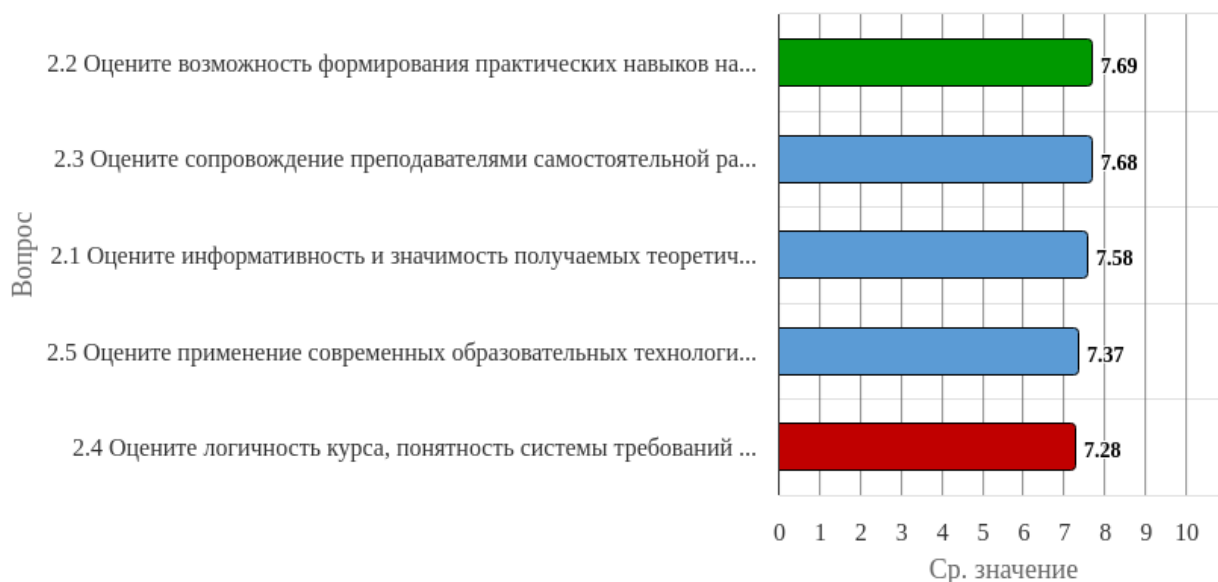 2.2 Оцените возможность формирования практических навыков на...
7.69
2.3 Оцените сопровождение преподавателями самостоятельной ра...
7.68
2.1 Оцените информативность и значимость получаемых теоретич...
7.58
2.5 Оцените применение современных образовательных технологи...
7.37
2.4 Оцените логичность курса, понятность системы требований ...
7.28
Вопрос
0 1 2 3 4 5 6 7 8 9 10
Ср. значение